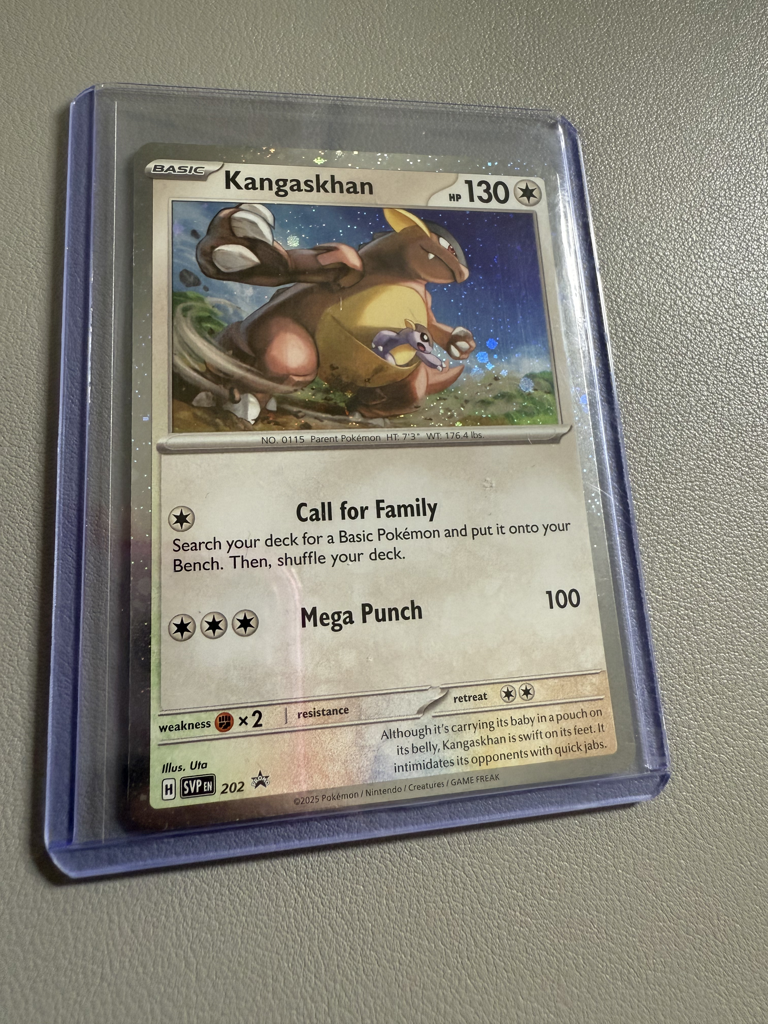 BASIC
Kangaskhan
HP 130
NO. 0115 Parent Pokémon HT: 7'3" WT: 176.4 lbs
Call for Family
Search your deck for a Basic Pokémon and put it onto your
Bench. Then, shuffle your deck.
Mega Punch 100
weakness ×2 resistance retreat
Although it's carrying its baby in a pouch on
its belly, Kangaskhan is swift on its feet. It
intimidates its opponents with quick jabs.
Illus. Uta
H SVP EN 202
©2025 Pokémon / Nintendo / Creatures / GAME FREAK